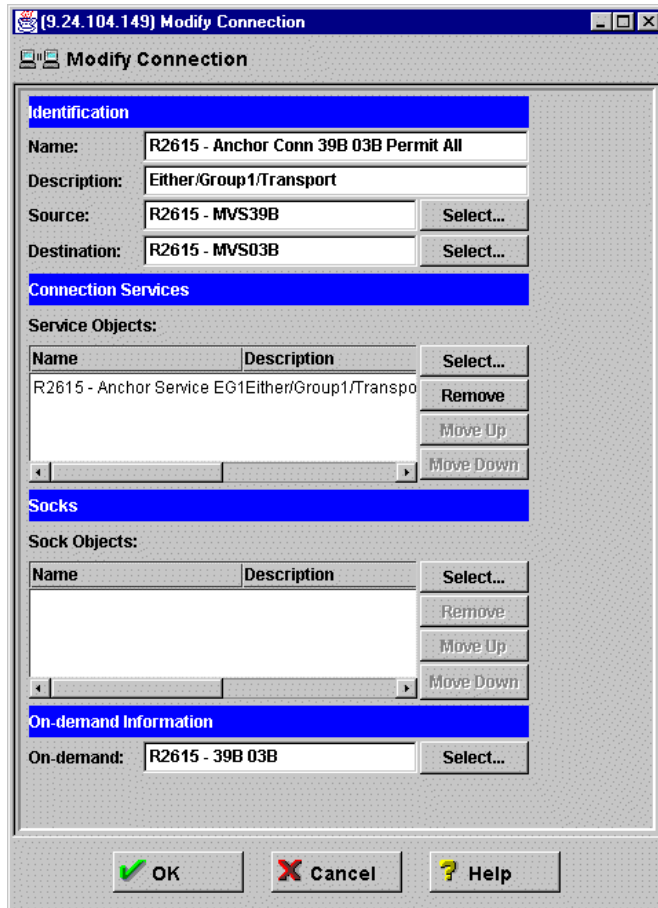 (9.24.104.149) Modify Connection
Modify Connection
Identification
Name: R2615 - Anchor Conn 39B 03B Permit All
Description: Either/Group1/Transport
Source: R2615 - MVS39B Select...
Destination: R2615 - MVS03B Select...
Connection Services
Service Objects:
Name Description Select...
R2615 - Anchor Service EG1Either/Group1/Transpo Remove
Move Up
Move Down
Socks
Sock Objects:
Name Description Select...
Remove
Move Up
Move Down
On-demand Information
On-demand: R2615 - 39B 03B Select...
OK Cancel ? Help